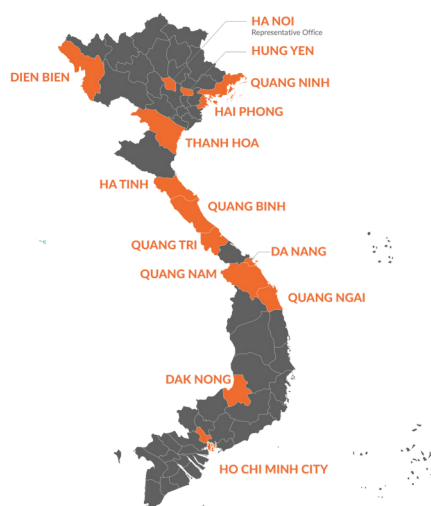 HA NOI
Representative Office
HUNG YEN
DIEN BIEN
QUANG NINH
HAI PHONG
THANH HOA
HA TINH
QUANG BINH
QUANG TRI
DA NANG
QUANG NAM
QUANG NGAI
DAK NONG
HO CHI MINH CITY